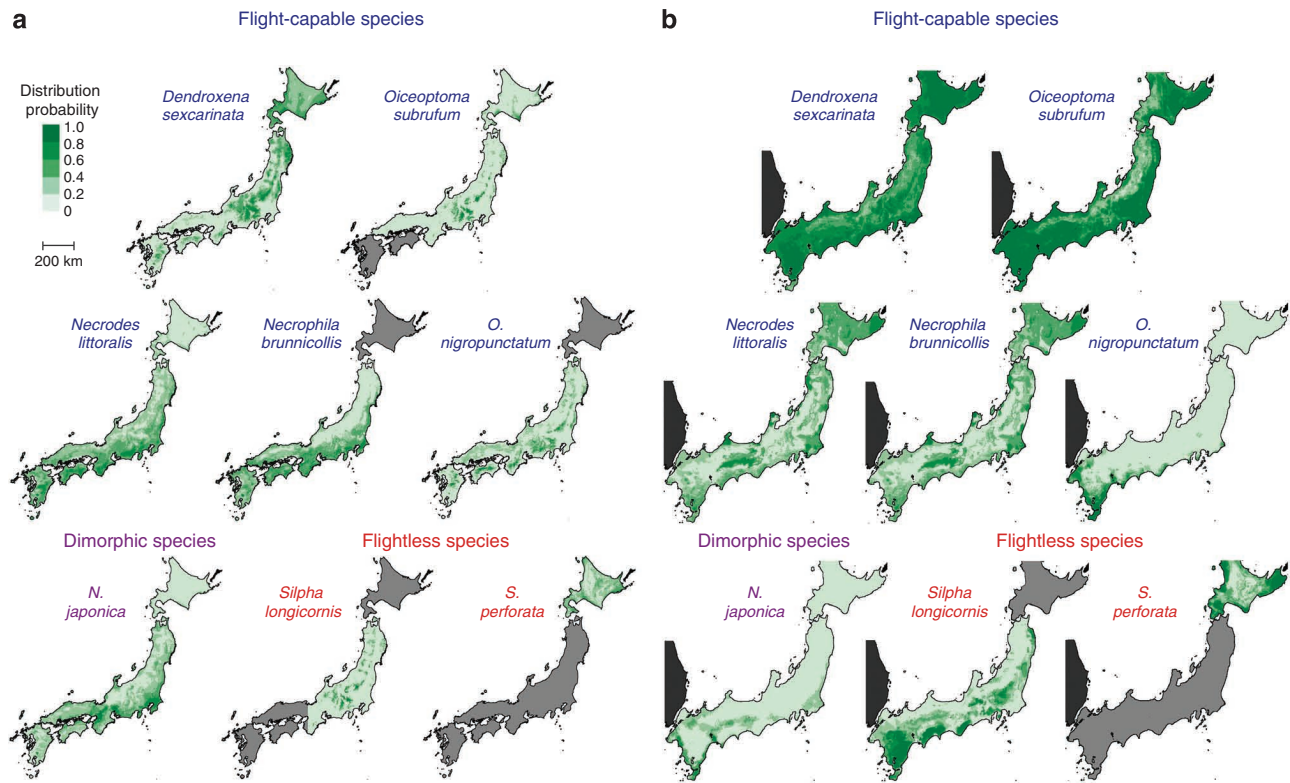 a
Flight-capable species
Distribution
probability
1.0
0.8
0.6
0.4
0.2
0
200 km
Dendroxena
sexcarinata
Oiceoptoma
subrufum
Necrodes
littoralis
Necrophila
brunnicollis
O.
nigropunctatum
Dimorphic species
Flightless species
N.
japonica
Silpha
longicornis
S.
perforata
b
Flight-capable species
Dendroxena
sexcarinata
Oiceoptoma
subrufum
Necrodes
littoralis
Necrophila
brunnicollis
O.
nigropunctatum
Dimorphic species
Flightless species
N.
japonica
Silpha
longicornis
S.
perforata